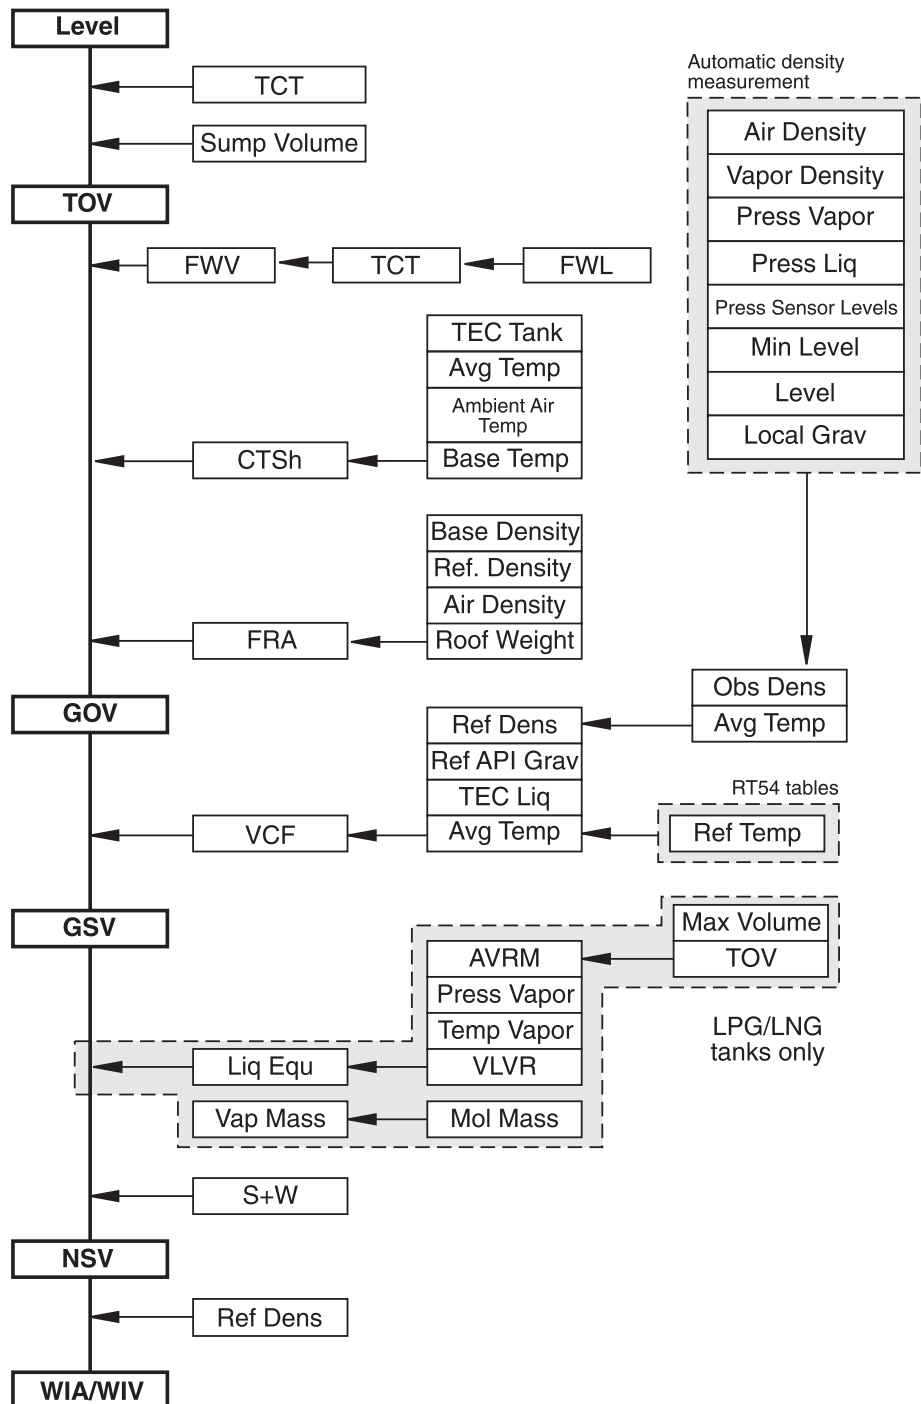 Level
TCT
Sump Volume
TOV
FWV
TCT
FWL
TEC Tank
Avg Temp
Ambient Air
Temp
Base Temp
CTSh
Base Density
Ref. Density
Air Density
Roof Weight
FRA
Automatic density
measurement
Air Density
Vapor Density
Press Vapor
Press Liq
Press Sensor Levels
Min Level
Level
Local Grav
Obs Dens
Avg Temp
GOV
Ref Dens
Ref API Grav
TEC Liq
Avg Temp
VCF
RT54 tables
Ref Temp
GSV
Max Volume
TOV
AVRM
Press Vapor
Temp Vapor
VLVR
Liq Equ
Vap Mass
Mol Mass
LPG/LNG
tanks only
S+W
NSV
Ref Dens
WIA/WIV